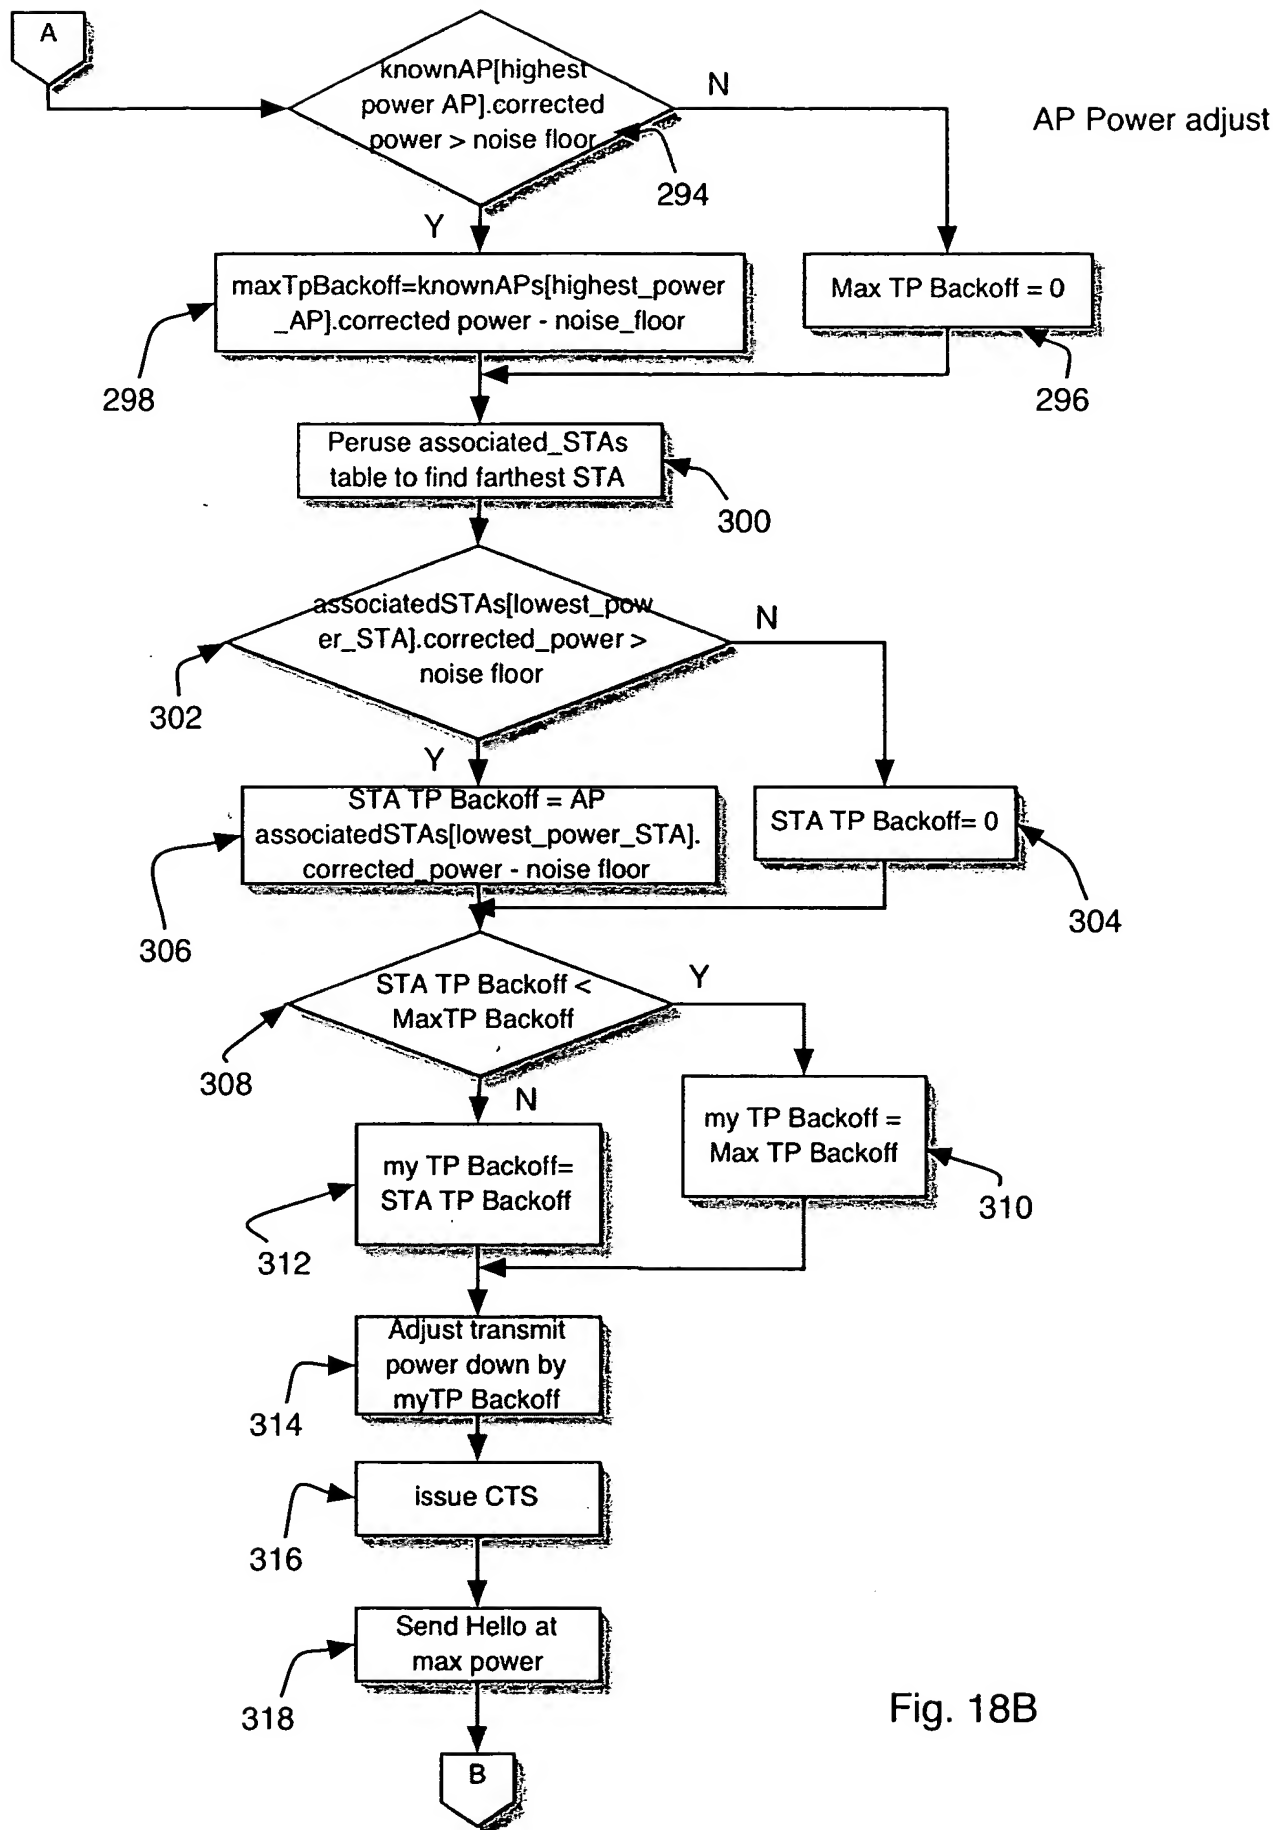 A
knownAP[highest
power AP].corrected
power > noise floor
N
AP Power adjust
294
Y
maxTpBackoff=knownAPs[highest_power
_AP].corrected power - noise_floor
Max TP Backoff = 0
298
296
Peruse associated_STAs
table to find farthest STA
300
associatedSTAs[lowest_pow
er_STA].corrected_power >
noise floor
N
302
Y
STA TP Backoff = AP
associatedSTAs[lowest_power_STA].
corrected_power - noise floor
STA TP Backoff= 0
304
306
STA TP Backoff <
MaxTP Backoff
Y
308
N
my TP Backoff =
Max TP Backoff
my TP Backoff=
STA TP Backoff
310
312
Adjust transmit
power down by
myTP Backoff
314
issue CTS
316
Send Hello at
max power
318
Fig. 18B
B